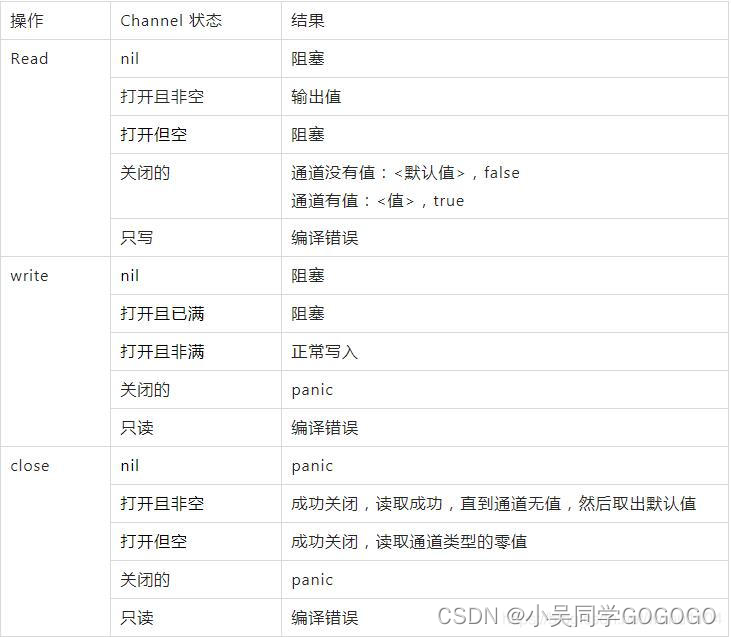 操作 Channel 状态 结果
Read nil 阻塞
打开且非空 输出值
打开但空 阻塞
关闭的 通道没有值：<默认值>，false
通道有值：<值>，true
只写 编译错误
write nil 阻塞
打开且已满 阻塞
打开且非满 正常写入
关闭的 panic
只读 编译错误
close nil panic
打开且非空 成功关闭，读取成功，直到通道无值，然后取出默认值
打开但空 成功关闭，读取通道类型的零值
关闭的 panic
只读 编译错误
CSDN @小吴同学GOGOGO